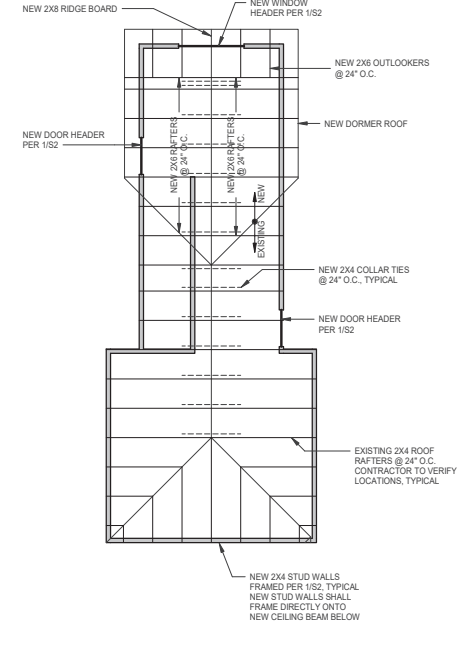 NEW 2X8 RIDGE BOARD
NEW WINDOW
HEADER PER 1/S2
NEW 2X6 OUTLOOKERS
@ 24" O.C.
NEW DORMER ROOF
NEW DOOR HEADER
PER 1/S2
NEW 2X6 RAFTERS
@ 24" O.C.
NEW 2X6 RAFTERS
@ 24" O.C.
NEW
EXISTING
NEW 2X4 COLLAR TIES
@ 24" O.C., TYPICAL
NEW DOOR HEADER
PER 1/S2
EXISTING 2X4 ROOF
RAFTERS @ 24" O.C.
CONTRACTOR TO VERIFY
LOCATIONS, TYPICAL
NEW 2X4 STUD WALLS
FRAMED PER 1/S2, TYPICAL
NEW STUD WALLS SHALL
FRAME DIRECTLY ONTO
NEW CEILING BEAM BELOW